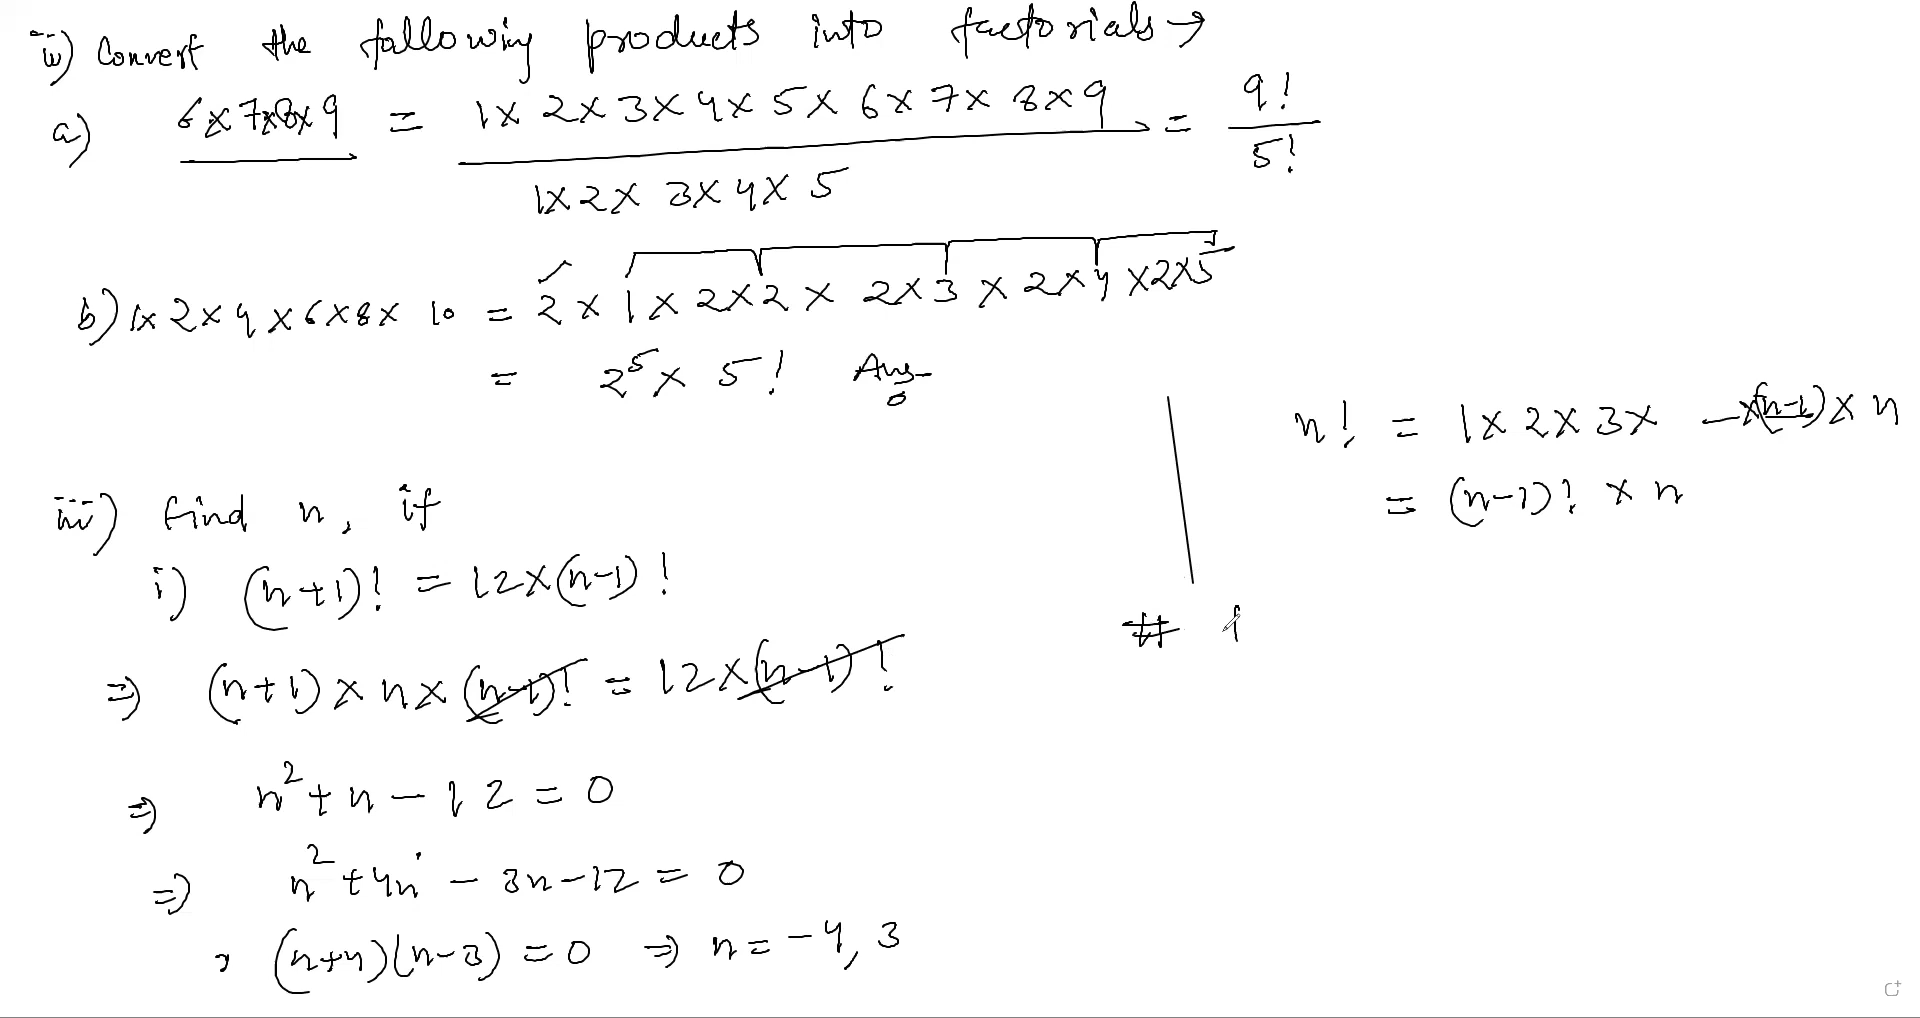 ii) Convert the following products into factorials →
a) 6×7×8×9 = 1× 2× 3× 4× 5× 6× 7× 8×9 / 1×2× 3×4× 5 = 9! / 5!
b) 1× 2× 4 × 6×8× 10 = 2 × 1 × 2×2 × 2×3 × 2×4 ×2×5
= 2^5 × 5! Ans
n! = 1× 2× 3× - ×(n-1) × n
= (n-1)! × n
iii) find n, if
i) (n+1)! = 12×(n-1)!
⇒ (n+1) × n× (n-1)! = 12×(n-1)!
#
⇒ n² + n - 12 = 0
⇒ n² + 4n - 3n - 12 = 0
, (n+4)(n-3) = 0 ⇒ n = -4, 3